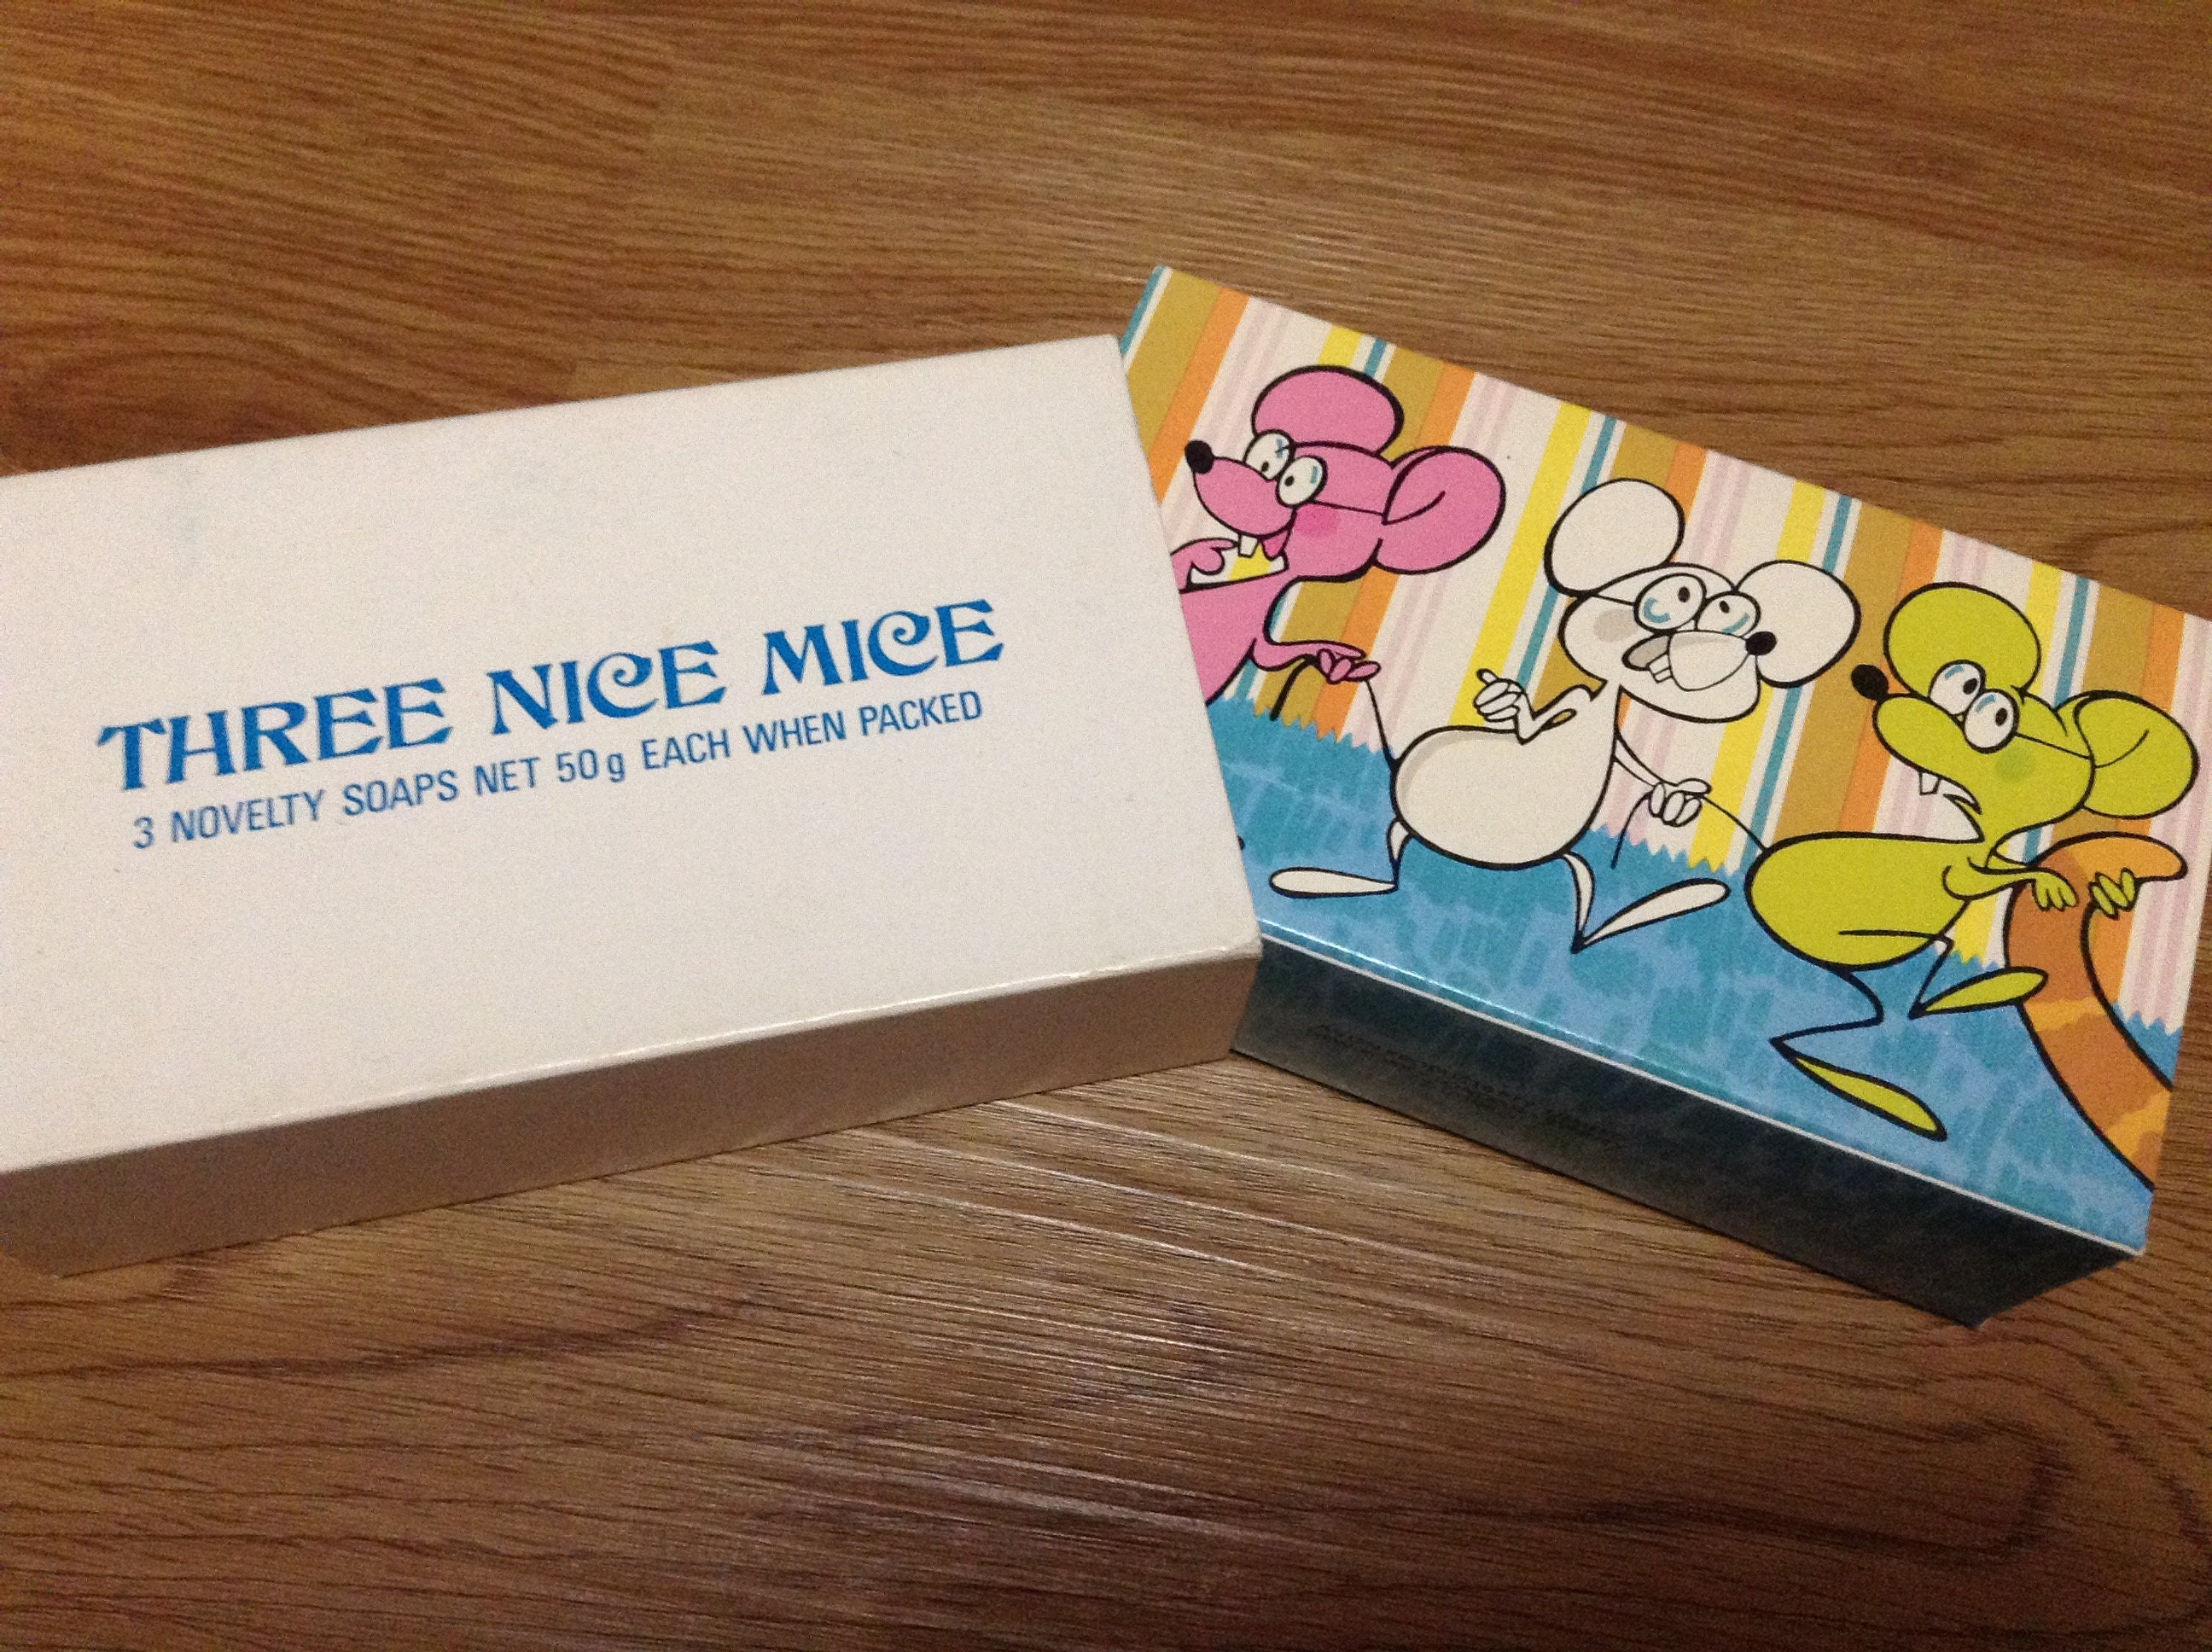 THREE NICE MICE
3 NOVELTY SOAPS NET 50g EACH WHEN PACKED